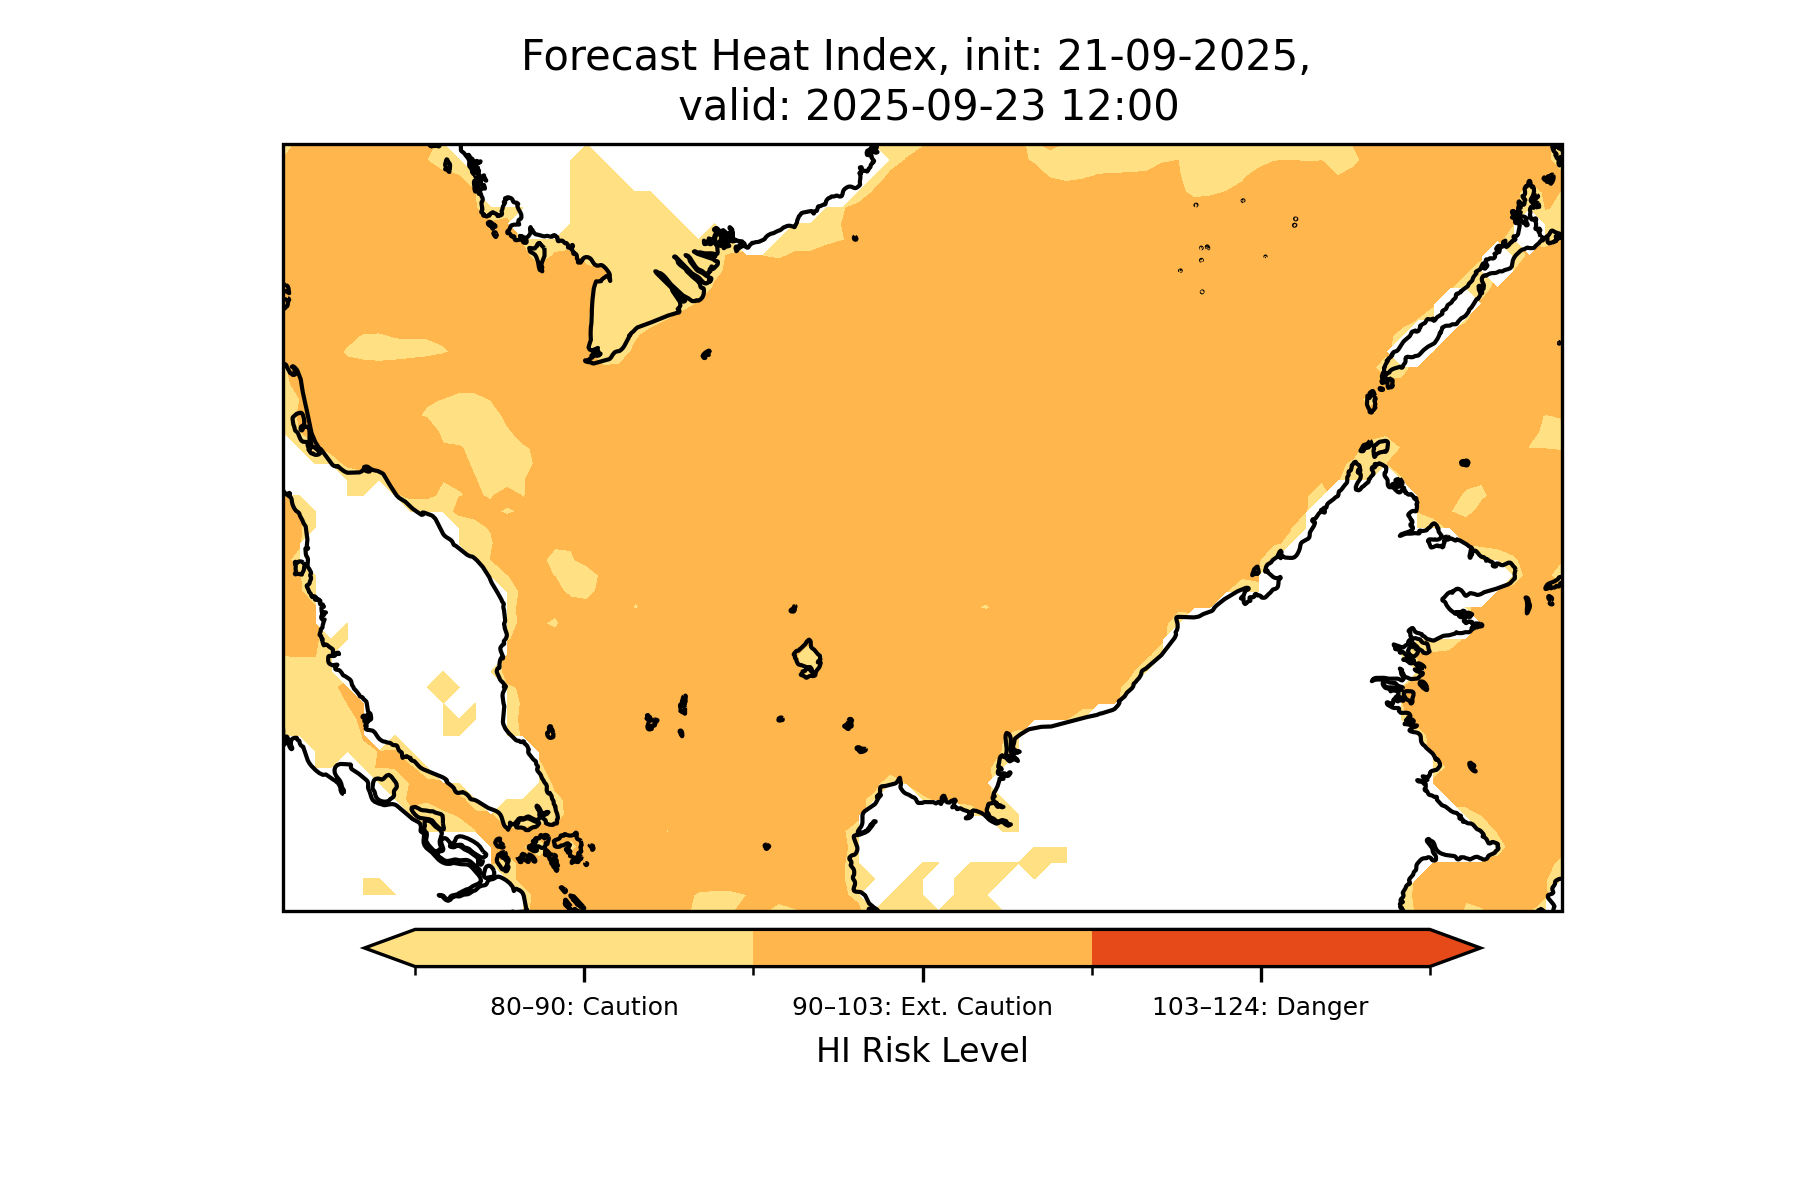 Forecast Heat Index, init: 21-09-2025,
valid: 2025-09-23 12:00
80–90: Caution
90–103: Ext. Caution
103–124: Danger
HI Risk Level